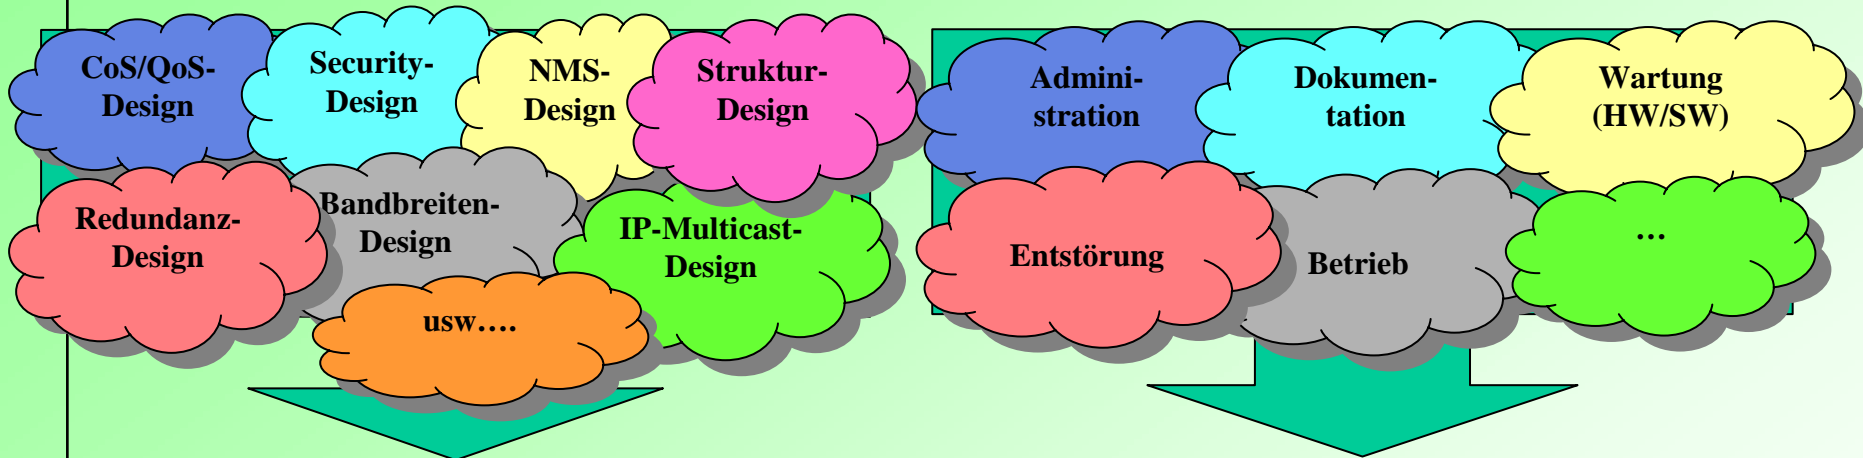 CoS/QoS-
Design
Security-
Design
NMS-
Design
Struktur-
Design
Redundanz-
Design
Bandbreiten-
Design
IP-Multicast-
Design
usw….
Admini-
stration
Dokumen-
tation
Wartung
(HW/SW)
Entstörung
Betrieb
…